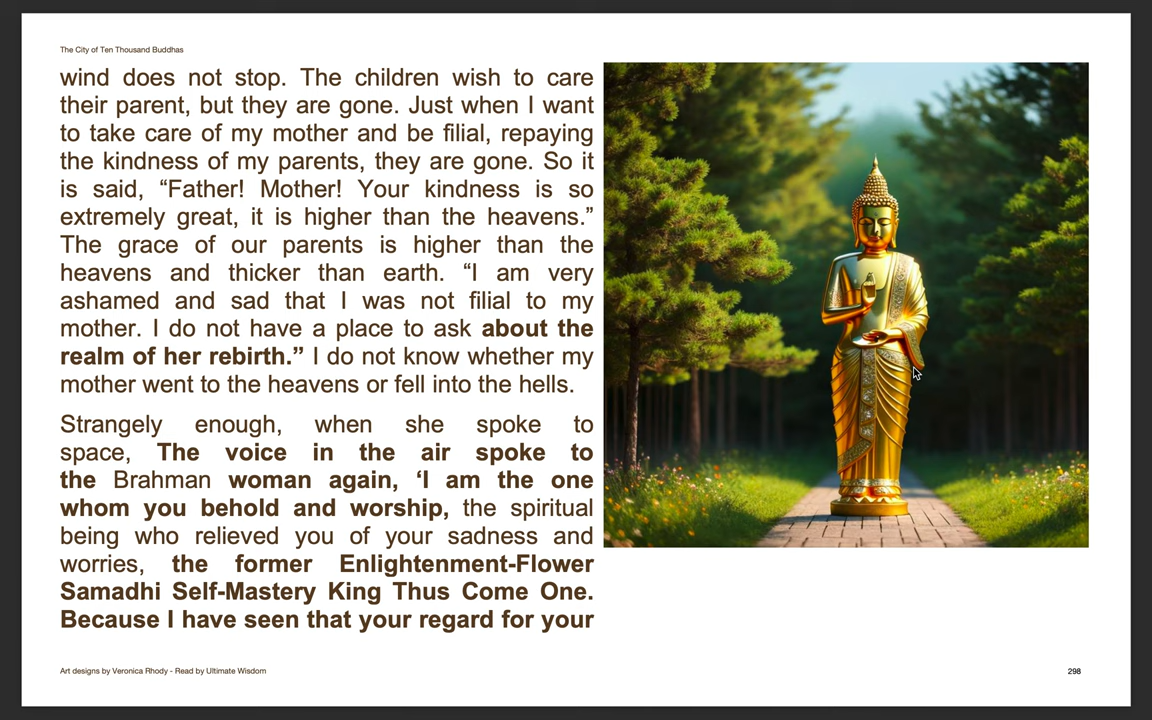 The City of Ten Thousand Buddhas
wind does not stop. The children wish to care
their parent, but they are gone. Just when I want
to take care of my mother and be filial, repaying
the kindness of my parents, they are gone. So it
is said, “Father! Mother! Your kindness is so
extremely great, it is higher than the heavens.”
The grace of our parents is higher than the
heavens and thicker than earth. “I am very
ashamed and sad that I was not filial to my
mother. I do not have a place to ask about the
realm of her rebirth.” I do not know whether my
mother went to the heavens or fell into the hells.
Strangely enough, when she spoke to
space, The voice in the air spoke to
the Brahman woman again, ‘I am the one
whom you behold and worship, the spiritual
being who relieved you of your sadness and
worries, the former Enlightenment-Flower
Samadhi Self-Mastery King Thus Come One.
Because I have seen that your regard for your
Art designs by Veronica Rhody - Read by Ultimate Wisdom
298